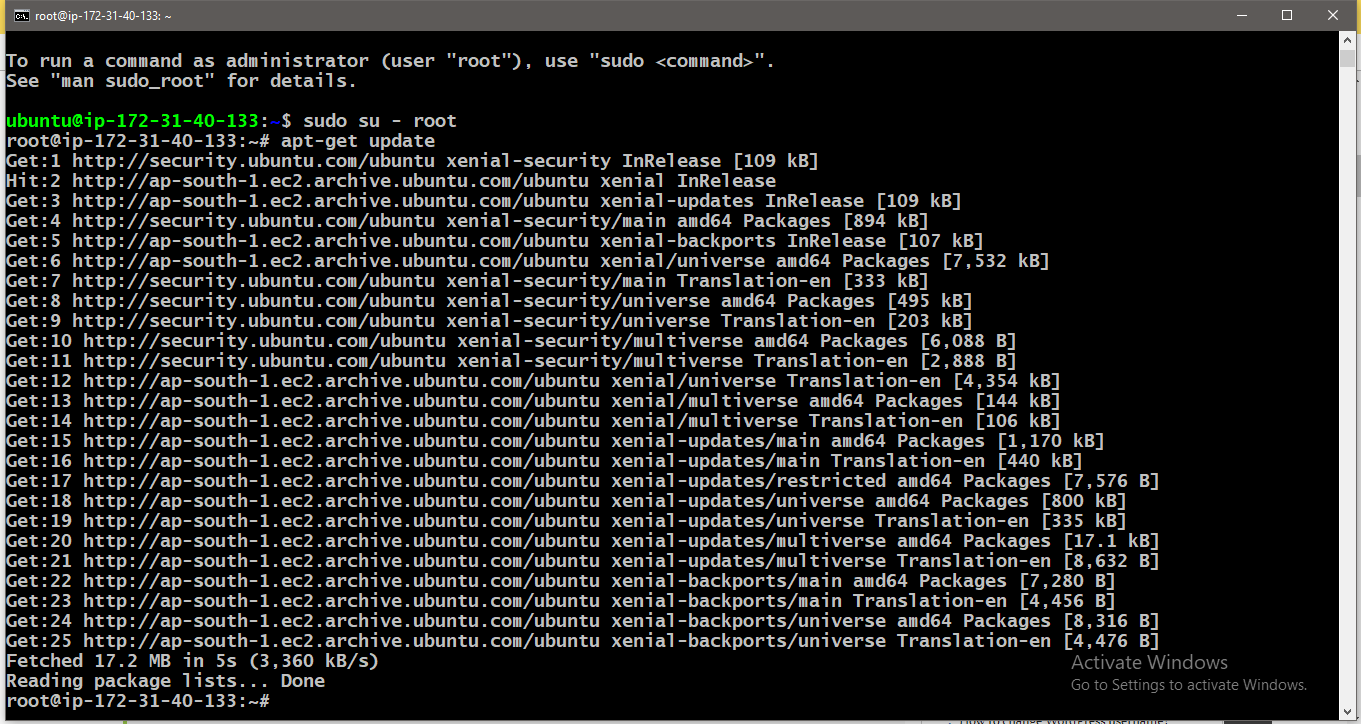 root@ip-172-31-40-133: ~
To run a command as administrator (user "root"), use "sudo <command>".
See "man sudo_root" for details.
ubuntu@ip-172-31-40-133:~$ sudo su - root
root@ip-172-31-40-133:~# apt-get update
Get:1 http://security.ubuntu.com/ubuntu xenial-security InRelease [109 kB]
Hit:2 http://ap-south-1.ec2.archive.ubuntu.com/ubuntu xenial InRelease
Get:3 http://ap-south-1.ec2.archive.ubuntu.com/ubuntu xenial-updates InRelease [109 kB]
Get:4 http://security.ubuntu.com/ubuntu xenial-security/main amd64 Packages [894 kB]
Get:5 http://ap-south-1.ec2.archive.ubuntu.com/ubuntu xenial-backports InRelease [107 kB]
Get:6 http://ap-south-1.ec2.archive.ubuntu.com/ubuntu xenial/universe amd64 Packages [7,532 kB]
Get:7 http://security.ubuntu.com/ubuntu xenial-security/main Translation-en [333 kB]
Get:8 http://security.ubuntu.com/ubuntu xenial-security/universe amd64 Packages [495 kB]
Get:9 http://security.ubuntu.com/ubuntu xenial-security/universe Translation-en [203 kB]
Get:10 http://security.ubuntu.com/ubuntu xenial-security/multiverse amd64 Packages [6,088 B]
Get:11 http://security.ubuntu.com/ubuntu xenial-security/multiverse Translation-en [2,888 B]
Get:12 http://ap-south-1.ec2.archive.ubuntu.com/ubuntu xenial/universe Translation-en [4,354 kB]
Get:13 http://ap-south-1.ec2.archive.ubuntu.com/ubuntu xenial/multiverse amd64 Packages [144 kB]
Get:14 http://ap-south-1.ec2.archive.ubuntu.com/ubuntu xenial/multiverse Translation-en [106 kB]
Get:15 http://ap-south-1.ec2.archive.ubuntu.com/ubuntu xenial-updates/main amd64 Packages [1,170 kB]
Get:16 http://ap-south-1.ec2.archive.ubuntu.com/ubuntu xenial-updates/main Translation-en [440 kB]
Get:17 http://ap-south-1.ec2.archive.ubuntu.com/ubuntu xenial-updates/restricted amd64 Packages [7,576 B]
Get:18 http://ap-south-1.ec2.archive.ubuntu.com/ubuntu xenial-updates/universe amd64 Packages [800 kB]
Get:19 http://ap-south-1.ec2.archive.ubuntu.com/ubuntu xenial-updates/universe Translation-en [335 kB]
Get:20 http://ap-south-1.ec2.archive.ubuntu.com/ubuntu xenial-updates/multiverse amd64 Packages [17.1 kB]
Get:21 http://ap-south-1.ec2.archive.ubuntu.com/ubuntu xenial-updates/multiverse Translation-en [8,632 B]
Get:22 http://ap-south-1.ec2.archive.ubuntu.com/ubuntu xenial-backports/main amd64 Packages [7,280 B]
Get:23 http://ap-south-1.ec2.archive.ubuntu.com/ubuntu xenial-backports/main Translation-en [4,456 B]
Get:24 http://ap-south-1.ec2.archive.ubuntu.com/ubuntu xenial-backports/universe amd64 Packages [8,316 B]
Get:25 http://ap-south-1.ec2.archive.ubuntu.com/ubuntu xenial-backports/universe Translation-en [4,476 B]
Fetched 17.2 MB in 5s (3,360 kB/s)
Reading package lists... Done
root@ip-172-31-40-133:~#
Activate Windows
Go to Settings to activate Windows.